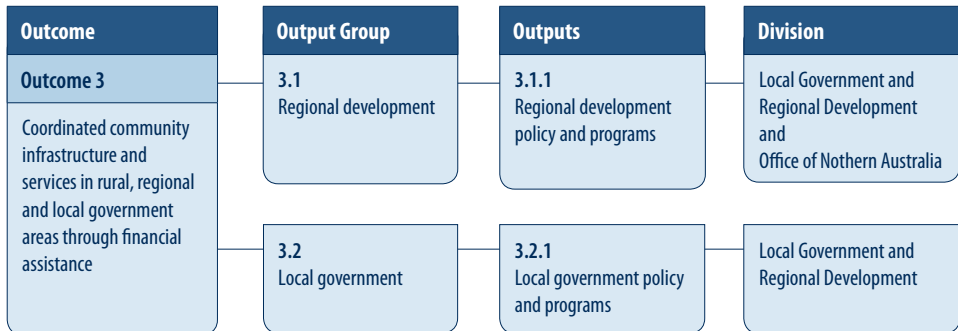 Outcome
Output Group
Outputs
Division
Outcome 3
Coordinated community
infrastructure and
services in rural, regional
and local government
areas through financial
assistance
3.1
Regional development
3.1.1
Regional development
policy and programs
Local Government and
Regional Development
and
Office of Nothern Australia
3.2
Local government
3.2.1
Local government policy
and programs
Local Government and
Regional Development